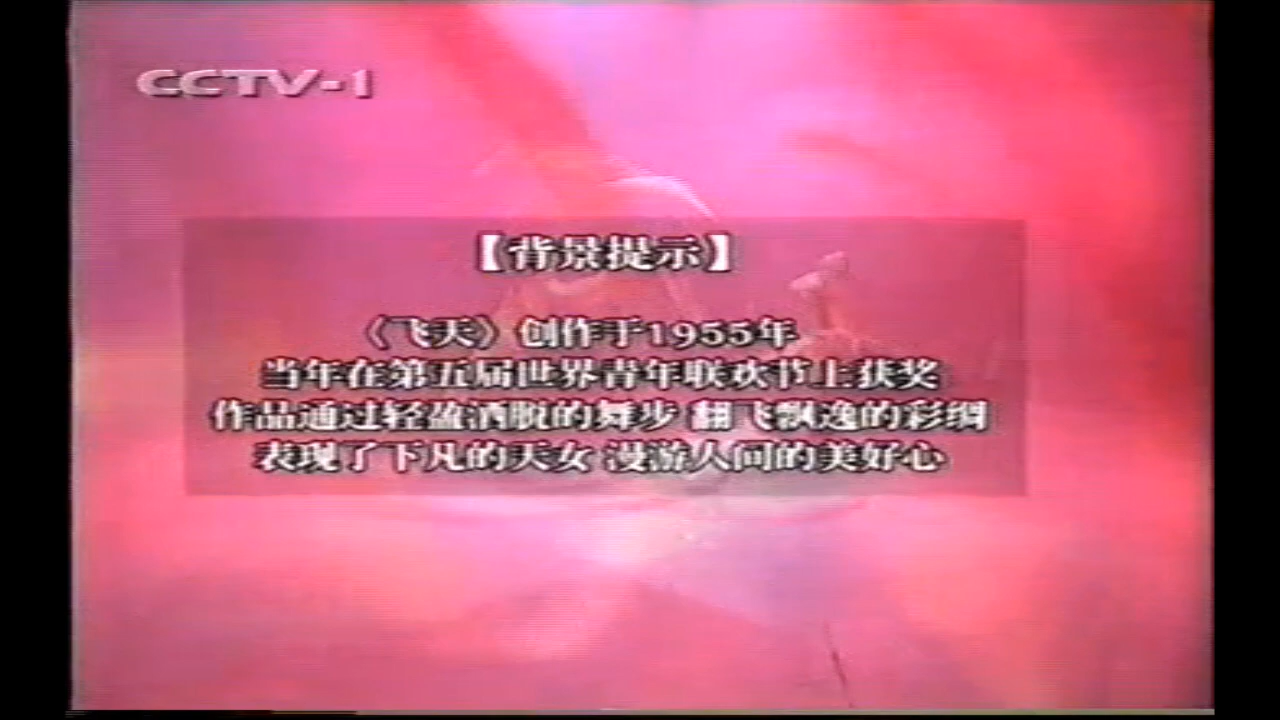 CCTV-1
【背景提示】
《飞天》创作于1955年
当年在第五届世界青年联欢节上获奖
作品通过轻盈洒脱的舞步 翻飞飘逸的彩绸
表现了下凡的天女 漫游人间的美好心